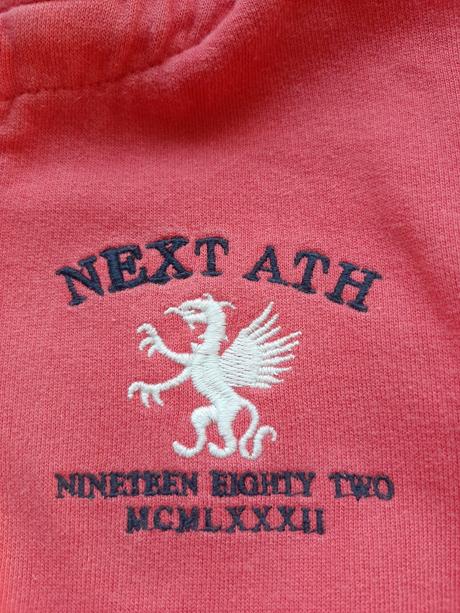 NEXT ATH
NINETEEN EIGHTY TWO
MCMLXXXII